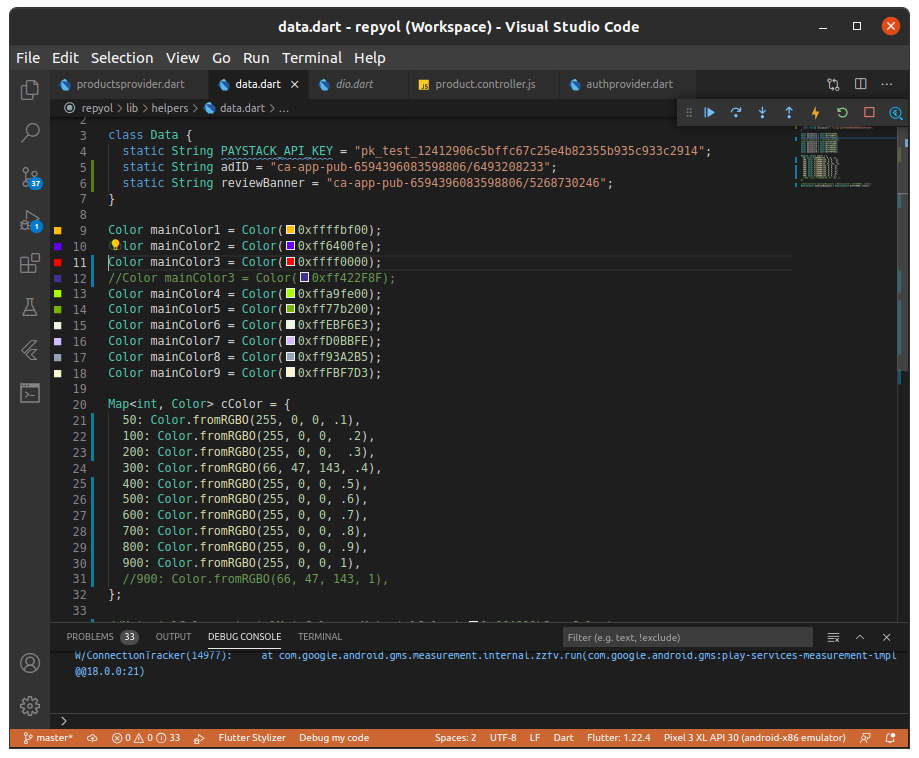 data.dart - repyol (Workspace) - Visual Studio Code
File Edit Selection View Go Run Terminal Help
productsprovider.dart data.dart dio.dart product.controller.js authprovider.dart
repyol > lib > helpers > data.dart > ...
2
3 class Data {
4 static String PAYSTACK_API_KEY = "pk_test_12412906c5bffc67c25e4b82355b935c933c2914";
5 static String adID = "ca-app-pub-6594396083598806/6493208233";
6 static String reviewBanner = "ca-app-pub-6594396083598806/5268730246";
7 }
8
9 Color mainColor1 = Color(0xffffbf00);
10 Color mainColor2 = Color(0xff6400fe);
11 Color mainColor3 = Color(0xffff0000);
12 //Color mainColor3 = Color(0xff422F8F);
13 Color mainColor4 = Color(0xffa9fe00);
14 Color mainColor5 = Color(0xff77b200);
15 Color mainColor6 = Color(0xffEBF6E3);
16 Color mainColor7 = Color(0xffD0BBFE);
17 Color mainColor8 = Color(0xff93A2B5);
18 Color mainColor9 = Color(0xffFBF7D3);
19
20 Map<int, Color> cColor = {
21 50: Color.fromRGBO(255, 0, 0, .1),
22 100: Color.fromRGBO(255, 0, 0,  .2),
23 200: Color.fromRGBO(255, 0, 0,  .3),
24 300: Color.fromRGBO(66, 47, 143, .4),
25 400: Color.fromRGBO(255, 0, 0, .5),
26 500: Color.fromRGBO(255, 0, 0, .6),
27 600: Color.fromRGBO(255, 0, 0, .7),
28 700: Color.fromRGBO(255, 0, 0, .8),
29 800: Color.fromRGBO(255, 0, 0, .9),
30 900: Color.fromRGBO(255, 0, 0, 1),
31 //900: Color.fromRGBO(66, 47, 143, 1),
32 };
33
37
1
PROBLEMS 33 OUTPUT DEBUG CONSOLE TERMINAL Filter (e.g. text, !exclude)
W/ConnectionTracker(14977): at com.google.android.gms.measurement.internal.zzfv.run(com.google.android.gms:play-services-measurement-impl
@@18.0.0:21)
>
master* 0 0 33 Flutter Stylizer Debug my code Spaces: 2 UTF-8 LF Dart Flutter: 1.22.4 Pixel 3 XL API 30 (android-x86 emulator)